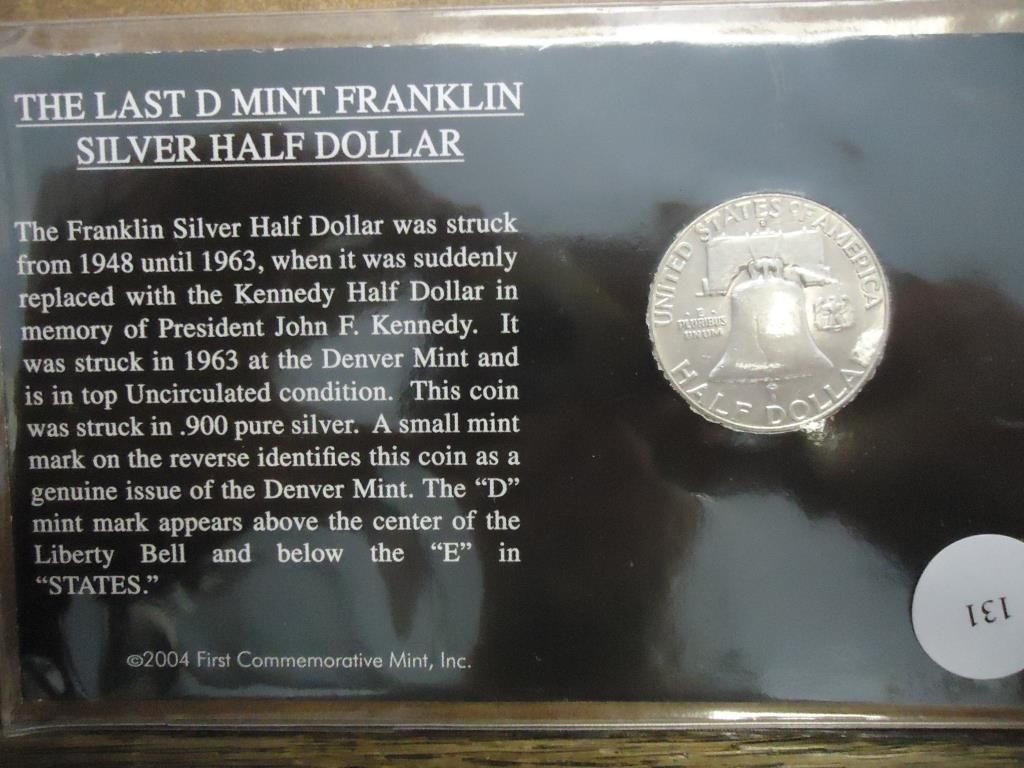 THE LAST D MINT FRANKLIN
SILVER HALF DOLLAR
The Franklin Silver Half Dollar was struck
from 1948 until 1963, when it was suddenly
replaced with the Kennedy Half Dollar in
memory of President John F. Kennedy. It
was struck in 1963 at the Denver Mint and
is in top Uncirculated condition. This coin
was struck in .900 pure silver. A small mint
mark on the reverse identifies this coin as a
genuine issue of the Denver Mint. The “D”
mint mark appears above the center of the
Liberty Bell and below the “E” in
“STATES.”
©2004 First Commemorative Mint, Inc.
UNITED STATES OF AMERICA
E
PLURIBUS
UNUM
HALF DOLLAR
131